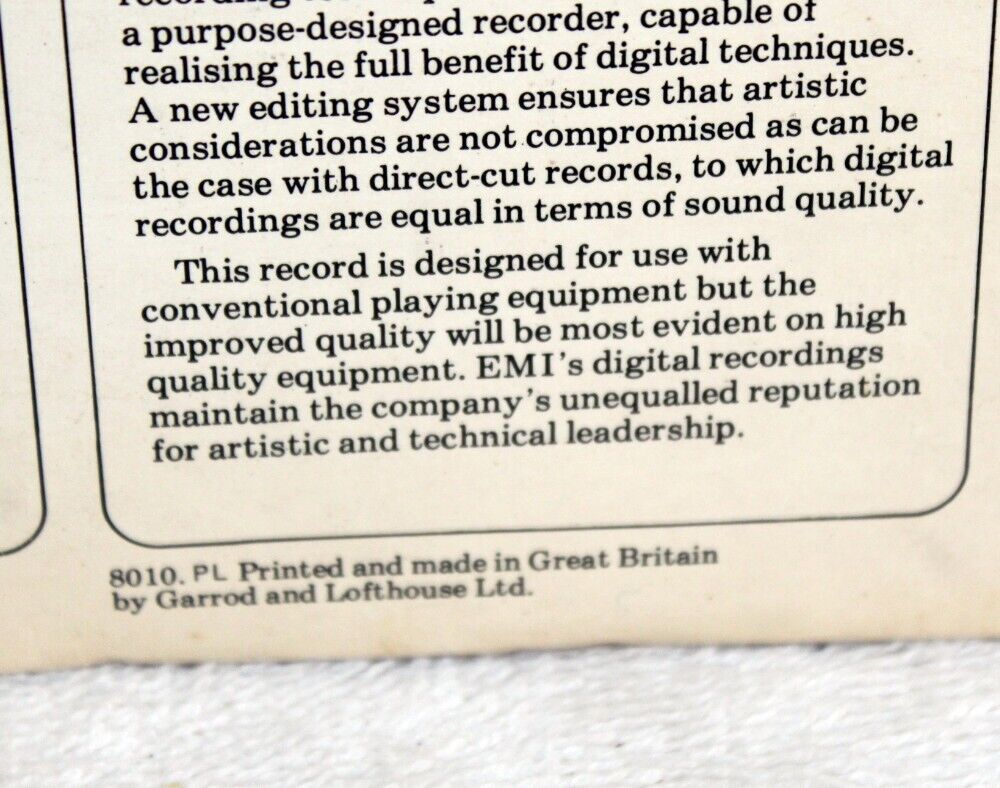 a purpose-designed recorder, capable of
realising the full benefit of digital techniques.
A new editing system ensures that artistic
considerations are not compromised as can be
the case with direct-cut records, to which digital
recordings are equal in terms of sound quality.
This record is designed for use with
conventional playing equipment but the
improved quality will be most evident on high
quality equipment. EMI's digital recordings
maintain the company's unequalled reputation
for artistic and technical leadership.
8010. PL Printed and made in Great Britain
by Garrod and Lofthouse Ltd.